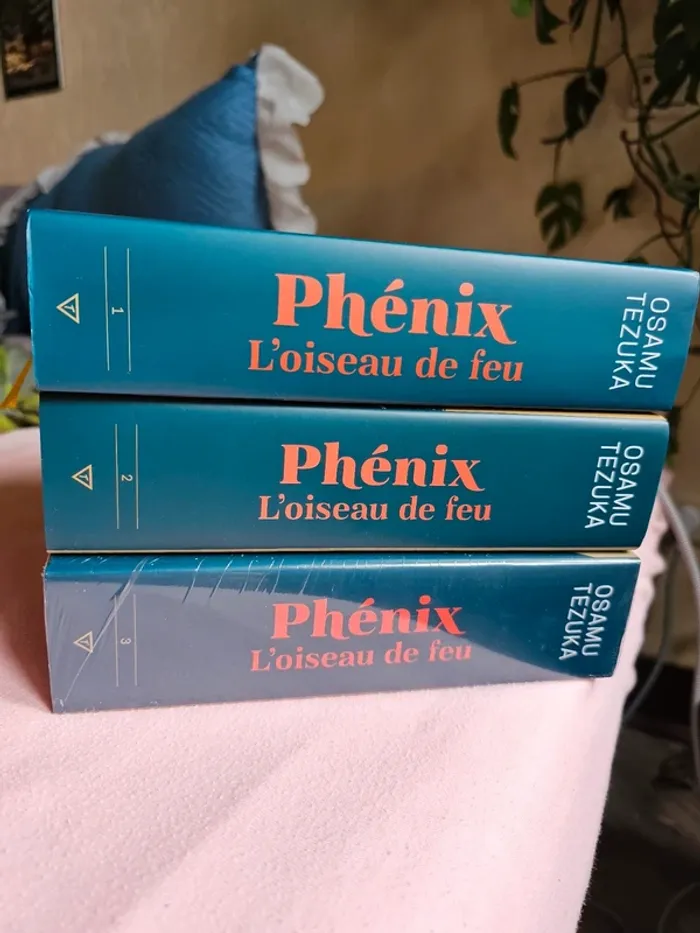 1
Phénix
L'oiseau de feu
OSAMU
TEZUKA
2
Phénix
L'oiseau de feu
OSAMU
TEZUKA
3
Phénix
L'oiseau de feu
OSAMU
TEZUKA